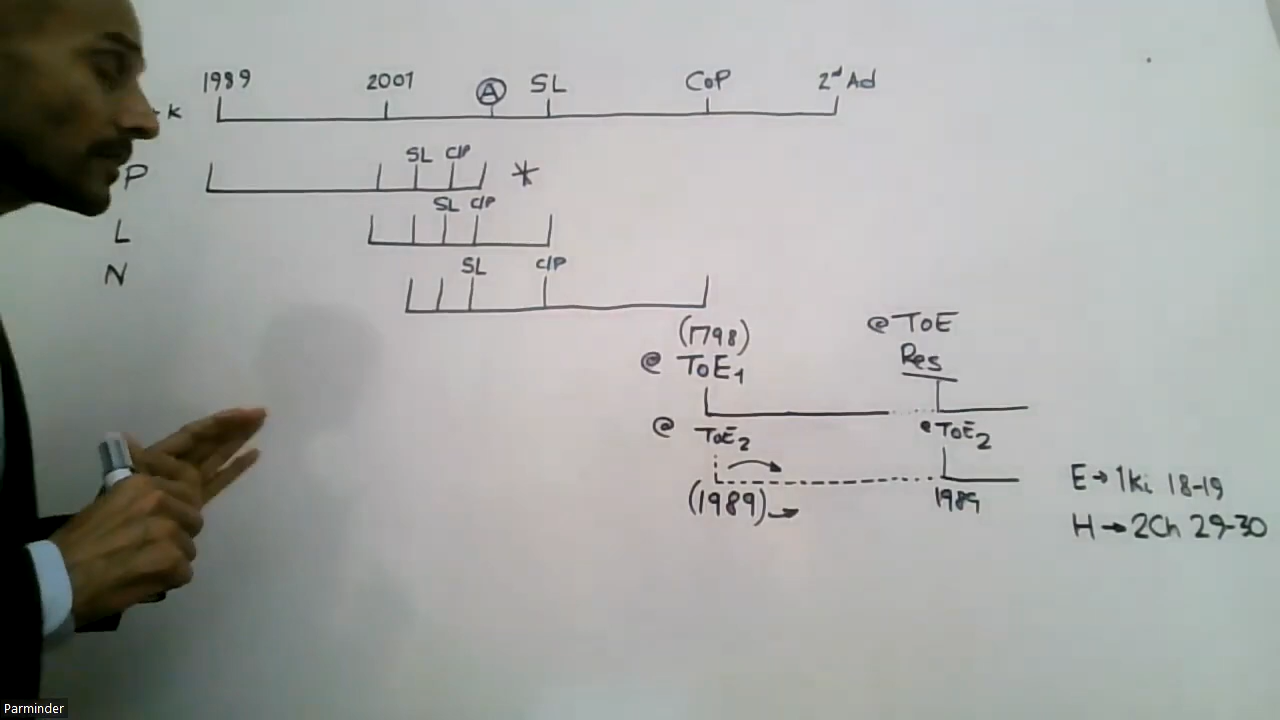 1989 2001 A SL CoP 2nd Ad
K
SL C/P
P *
SL C/P
L
N SL C/P
(1798) @ToE
@ ToE1 Res
@ ToE2 @ToE2
E→1Ki 18-19
(1989)→ 1989
H→2Ch 29-30
Parminder